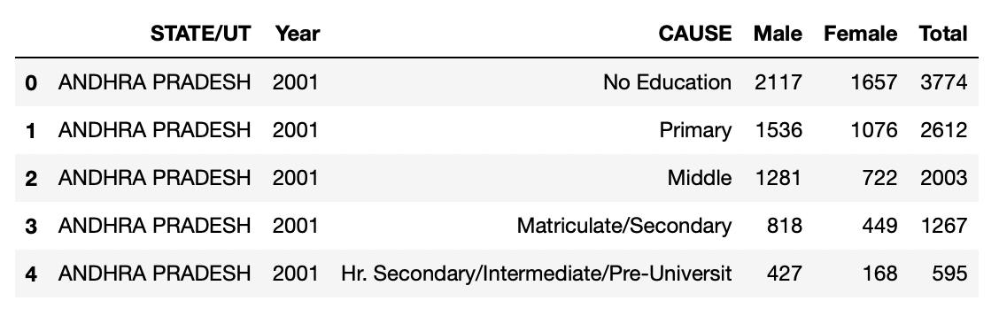 STATE/UT Year CAUSE Male Female Total
0 ANDHRA PRADESH 2001 No Education 2117 1657 3774
1 ANDHRA PRADESH 2001 Primary 1536 1076 2612
2 ANDHRA PRADESH 2001 Middle 1281 722 2003
3 ANDHRA PRADESH 2001 Matriculate/Secondary 818 449 1267
4 ANDHRA PRADESH 2001 Hr. Secondary/Intermediate/Pre-Universit 427 168 595